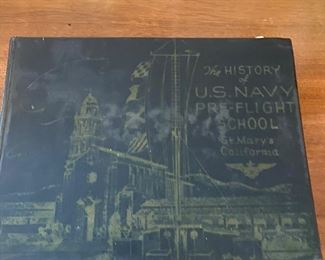 The HISTORY
of
U.S. NAVY
PRE-FLIGHT
SCHOOL
St. Mary's
California